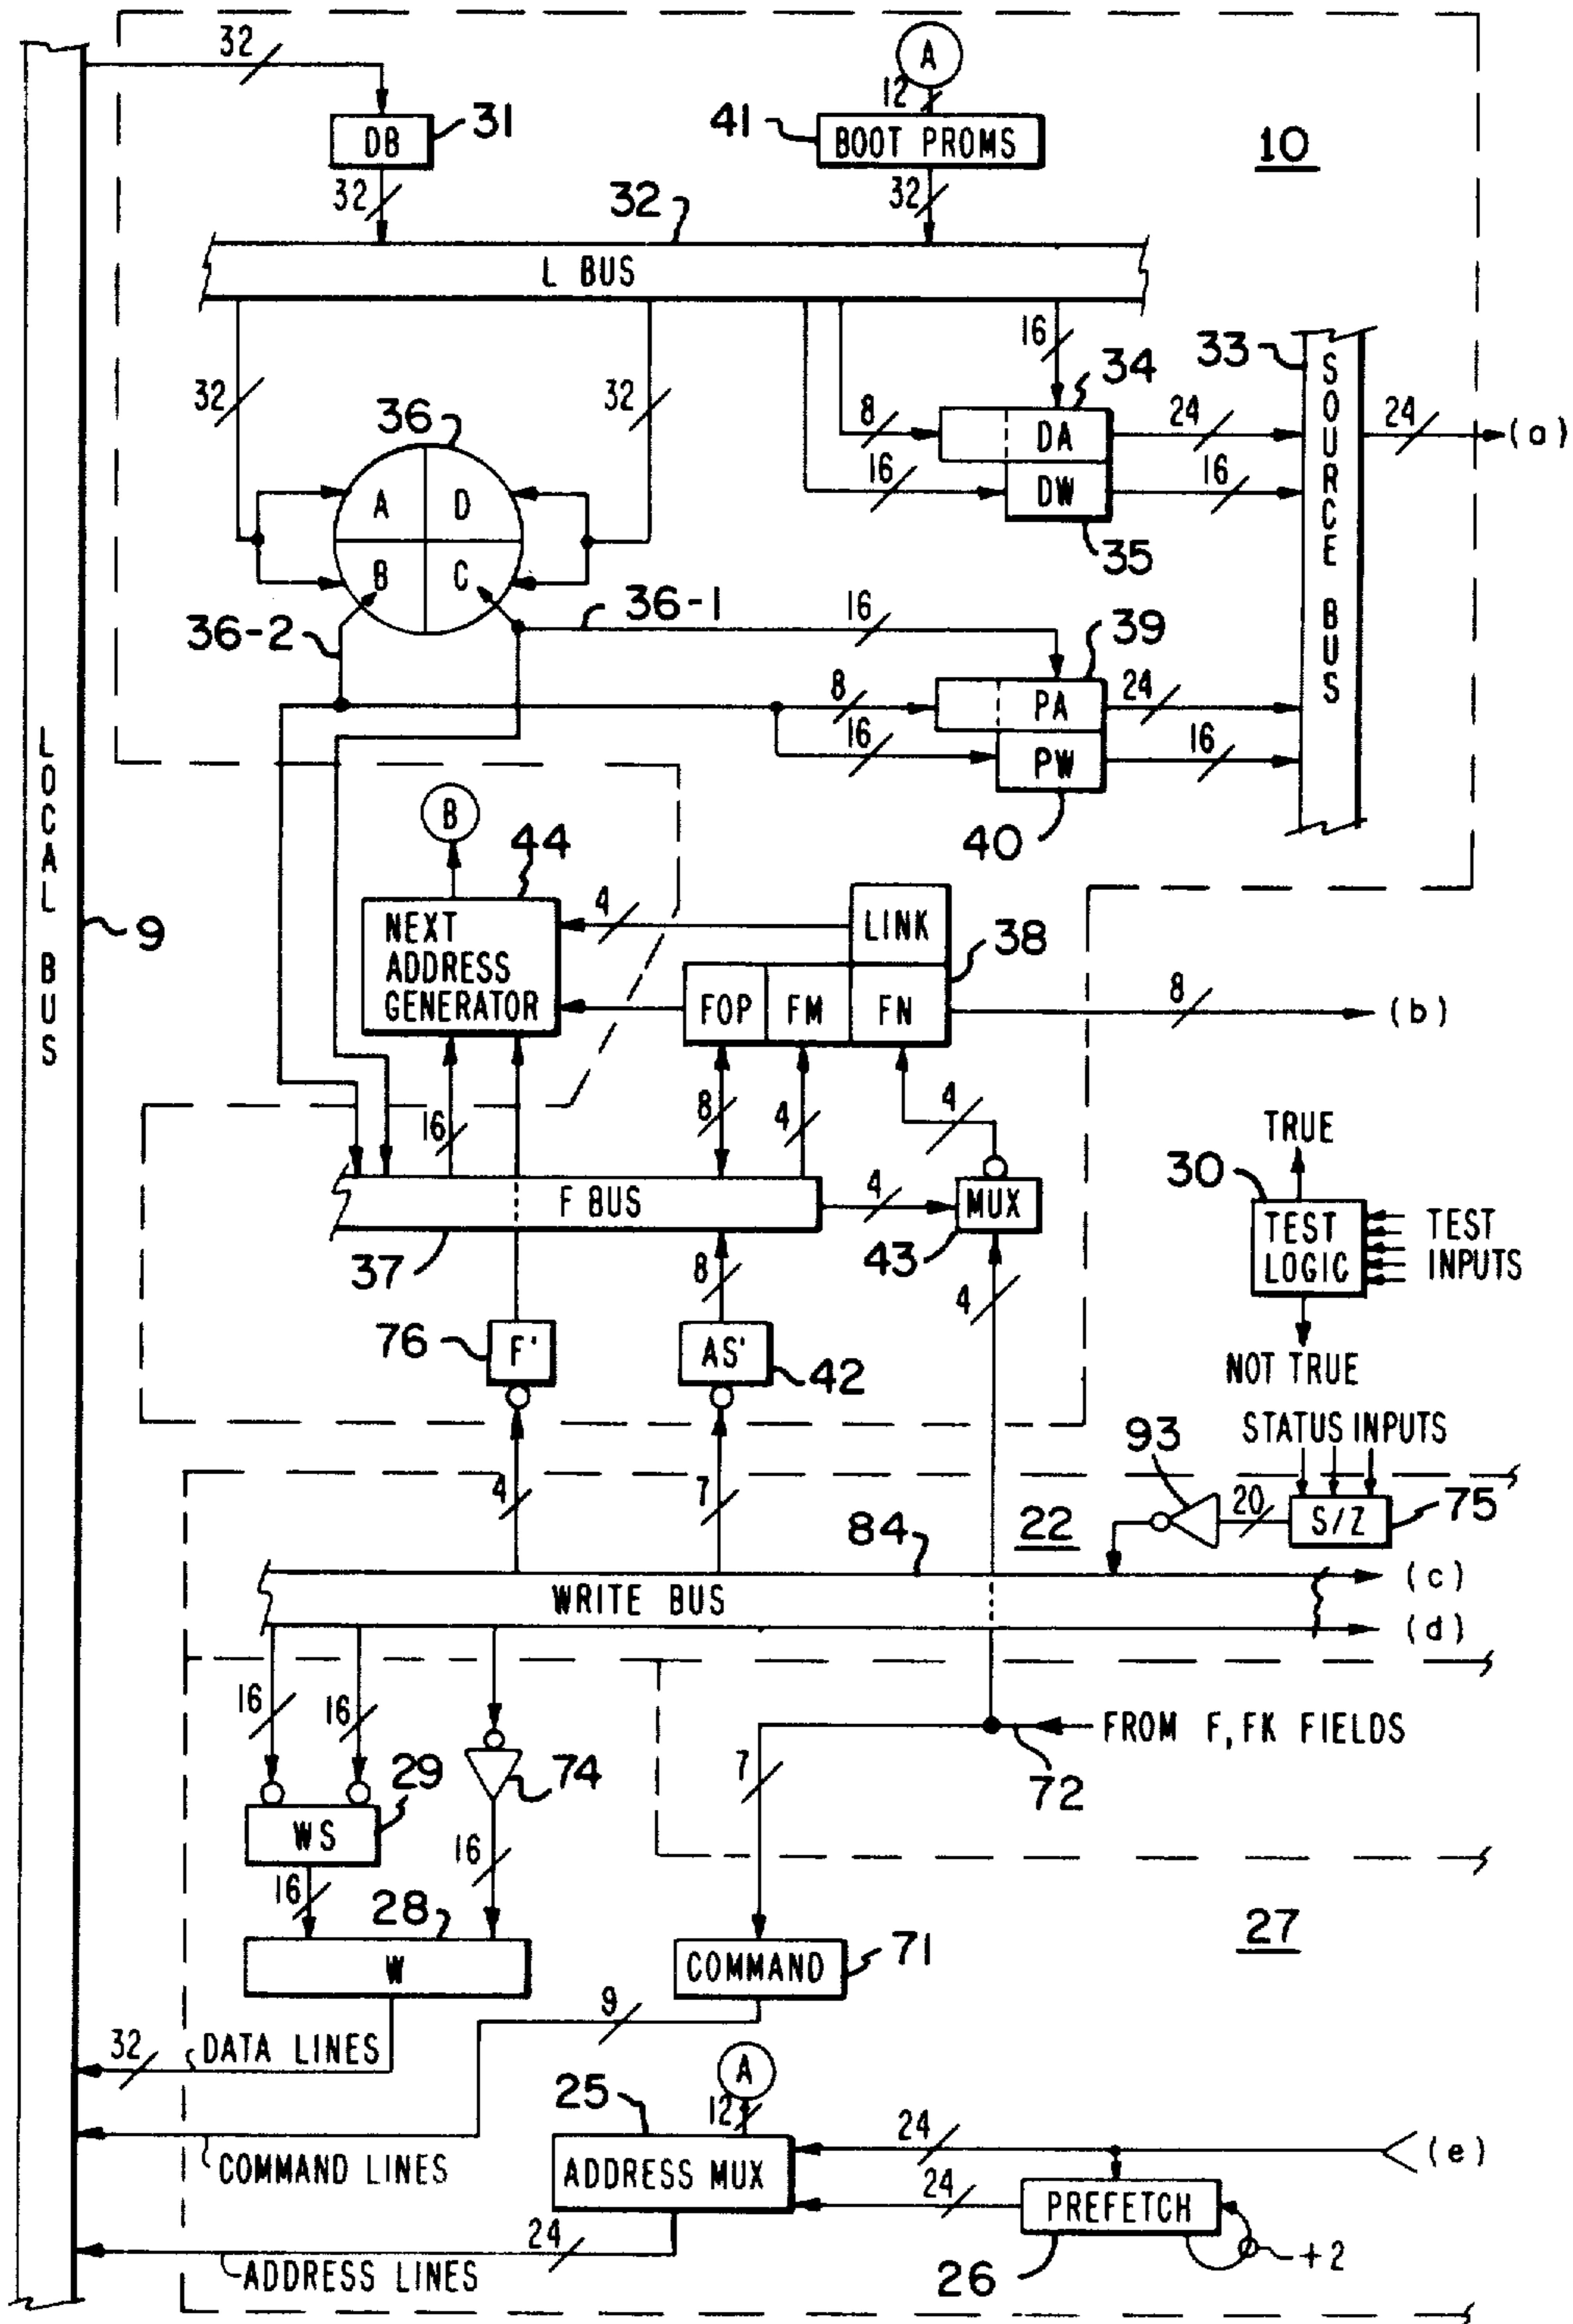 32
A
12
DB
31
41
BOOT PROMS
10
32
32
32
L BUS
16
34
33
SOURCE BUS
32
32
36
8
DA
24
24
(a)
A
D
16
DW
16
B
C
35
36-1
16
36-2
39
8
PA
24
16
PW
16
40
LOCAL BUS
9
B
44
NEXT
ADDRESS
GENERATOR
4
LINK
38
FOP
FM
FN
8
(b)
16
8
4
4
TRUE
30
F BUS
4
MUX
TEST
LOGIC
TEST
INPUTS
37
8
43
4
76
F'
AS'
42
NOT TRUE
STATUS INPUTS
93
4
7
84
22
20
S/Z
75
WRITE BUS
(c)
(d)
16
16
FROM F, FK FIELDS
29
74
7
72
WS
16
16
28
27
W
COMMAND
71
9
32
DATA LINES
A
25
12
24
(e)
COMMAND LINES
ADDRESS MUX
24
PREFETCH
24
ADDRESS LINES
26
+2